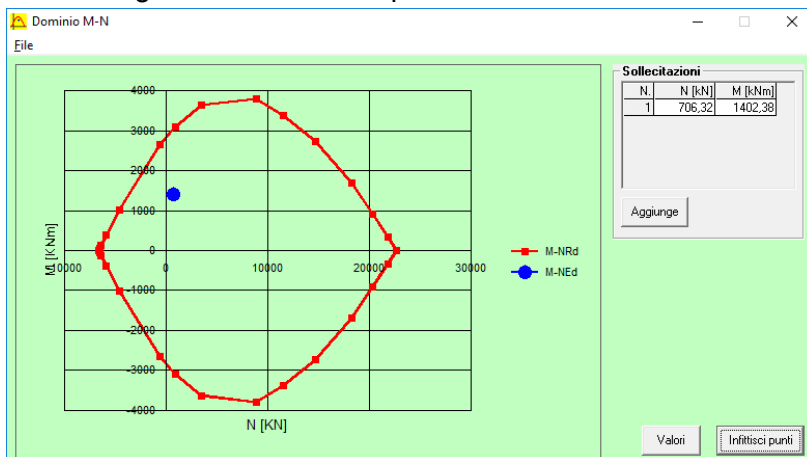 Dominio M-N
File
Sollecitazioni
N. N [kN] M [kNm]
1 706,32 1402,38
Aggiunge
4000
3000
2000
1000
0
-1000
-2000
-3000
-4000
M [KNm]
-10000 0 10000 20000 30000
N [KN]
M-NRd
M-NEd
Valori
Infittisci punti